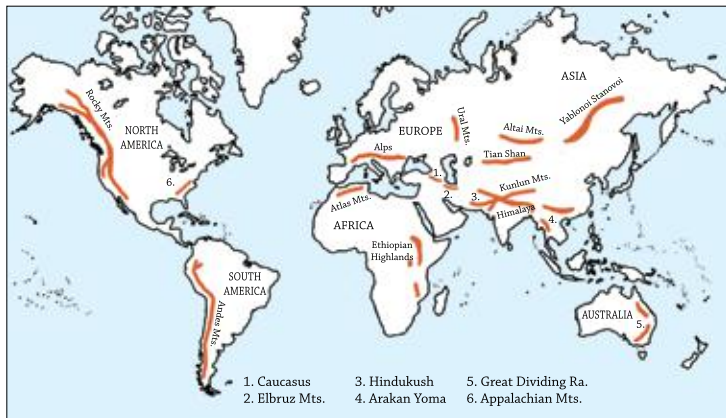 Rocky Mts.
NORTH
AMERICA
6.
SOUTH
AMERICA
Andes Mts.
EUROPE
Alps
Ural Mts.
ASIA
Yablonoi Stanovoi
Altai Mts.
Tian Shan
Kunlun Mts.
Himalaya
1.
2.
3.
4.
Atlas Mts.
AFRICA
Ethiopian
Highlands
AUSTRALIA
5.
1. Caucasus 3. Hindukush 5. Great Dividing Ra.
2. Elbruz Mts. 4. Arakan Yoma 6. Appalachian Mts.